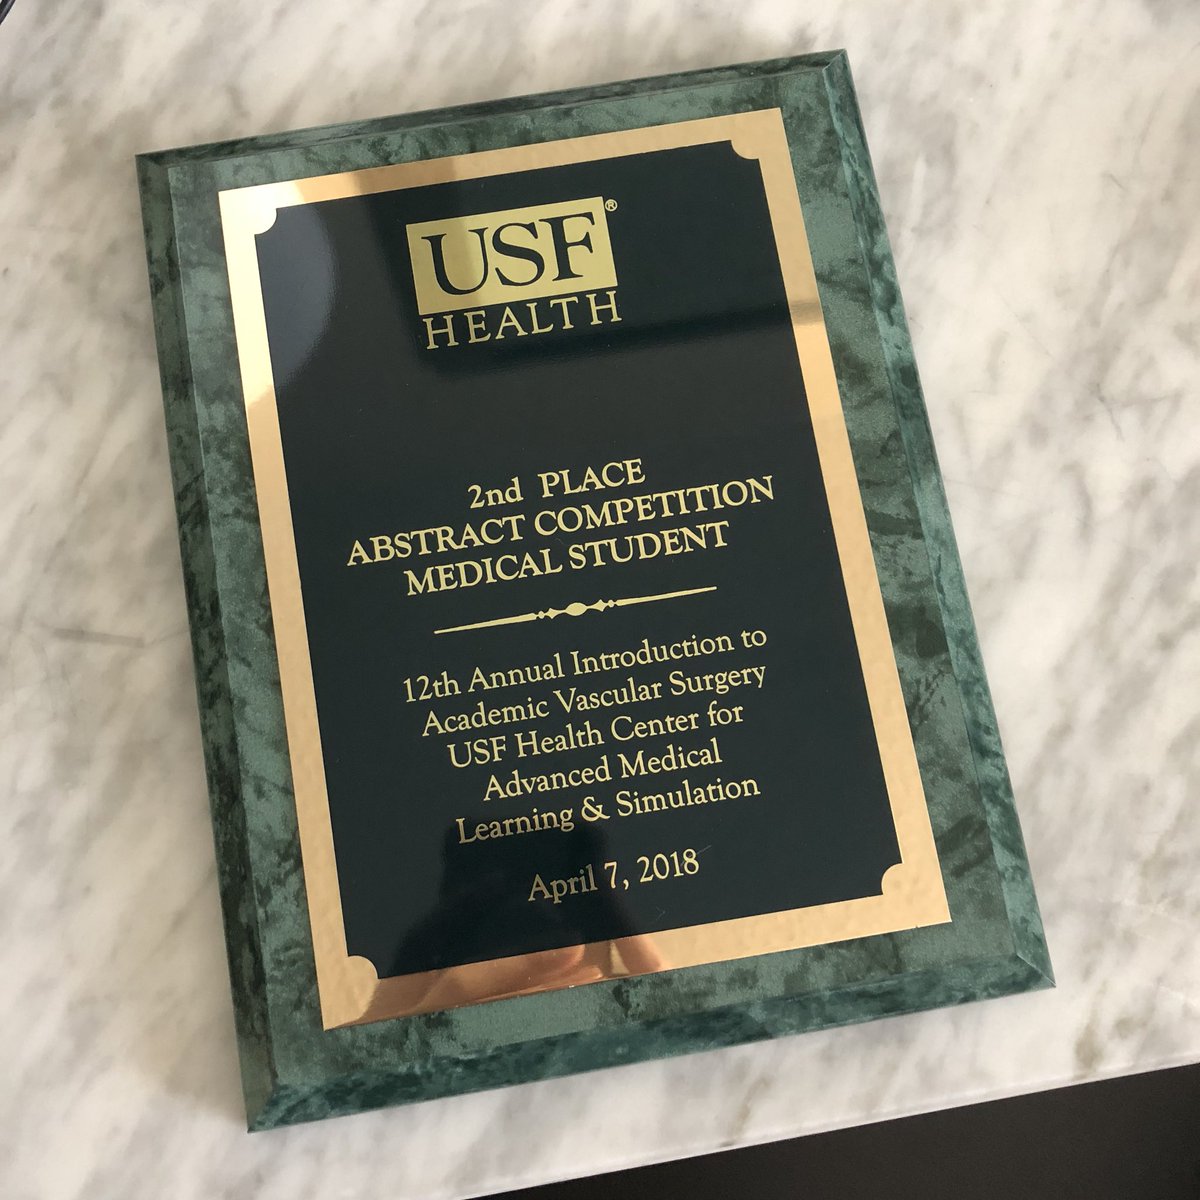 USF®
HEALTH
2nd PLACE
ABSTRACT COMPETITION
MEDICAL STUDENT
12th Annual Introduction to
Academic Vascular Surgery
USF Health Center for
Advanced Medical
Learning & Simulation
April 7, 2018